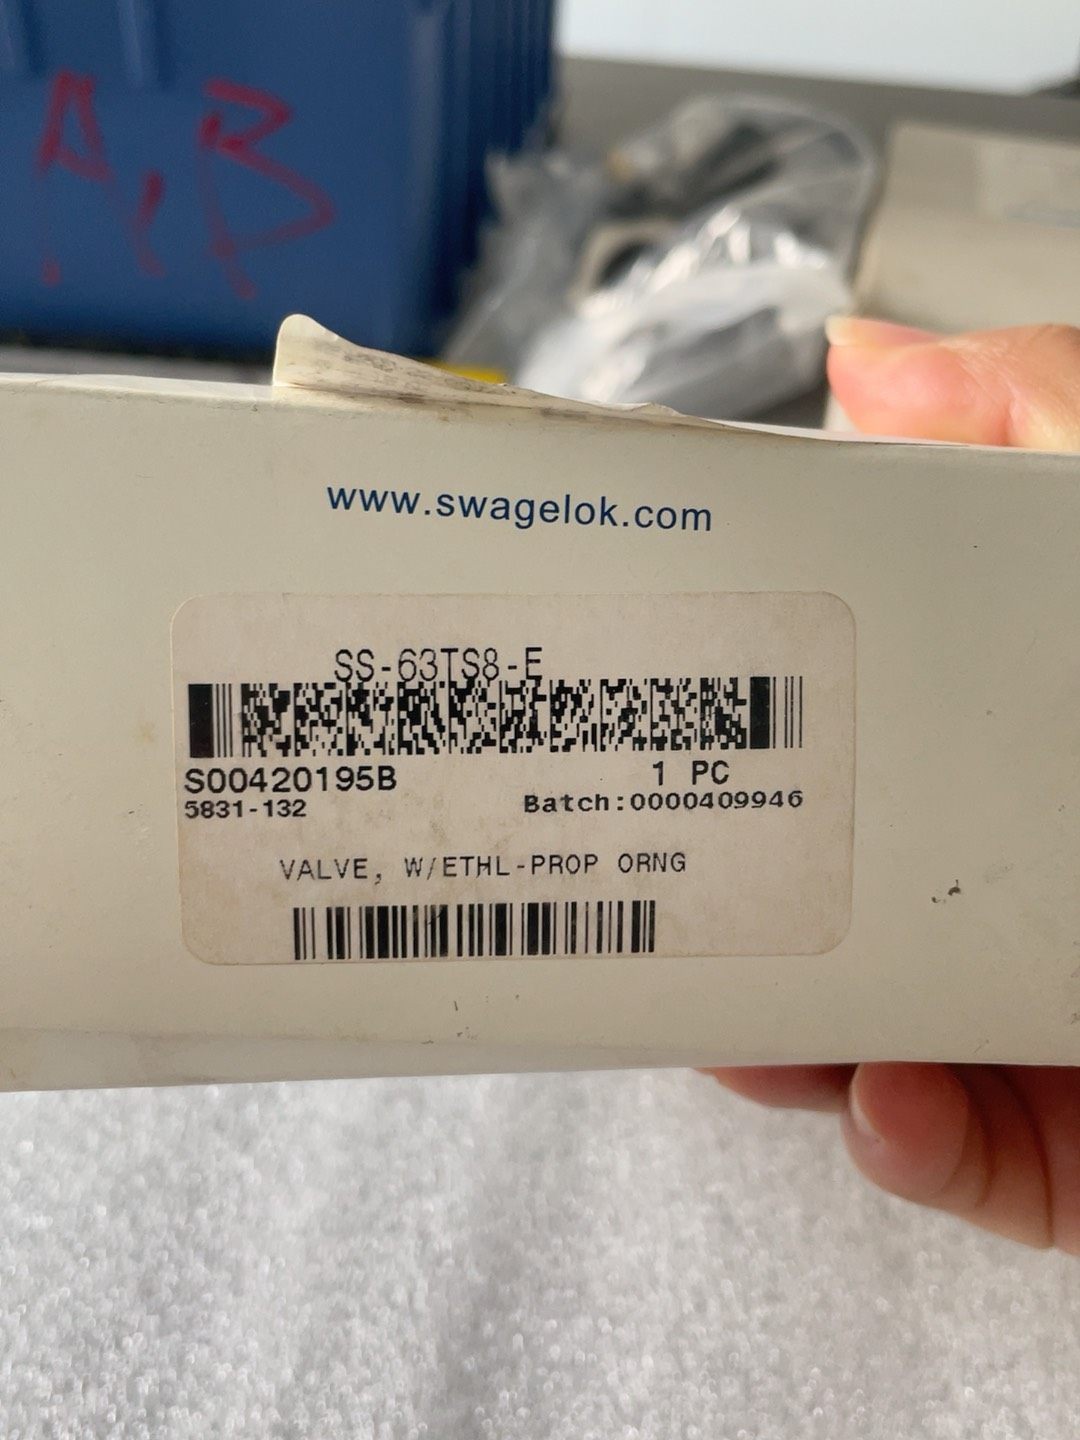 A,B
www.swagelok.com
SS-63TS8-E
S00420195B
1 PC
5831-132
Batch:0000409946
VALVE, W/ETHL-PROP ORNG